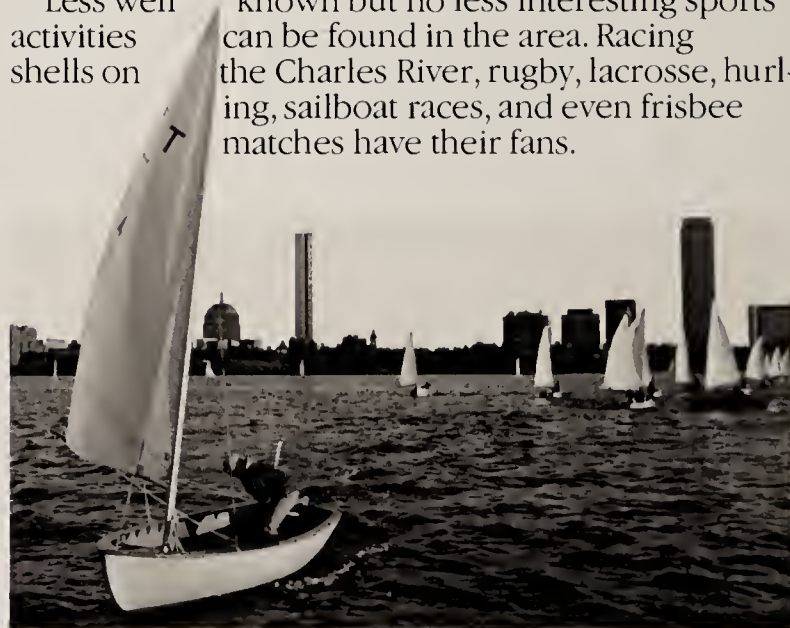 Less well known but no less interesting sports
activities can be found in the area. Racing
shells on the Charles River, rugby, lacrosse, hurl-
ing, sailboat races, and even frisbee
matches have their fans.
T